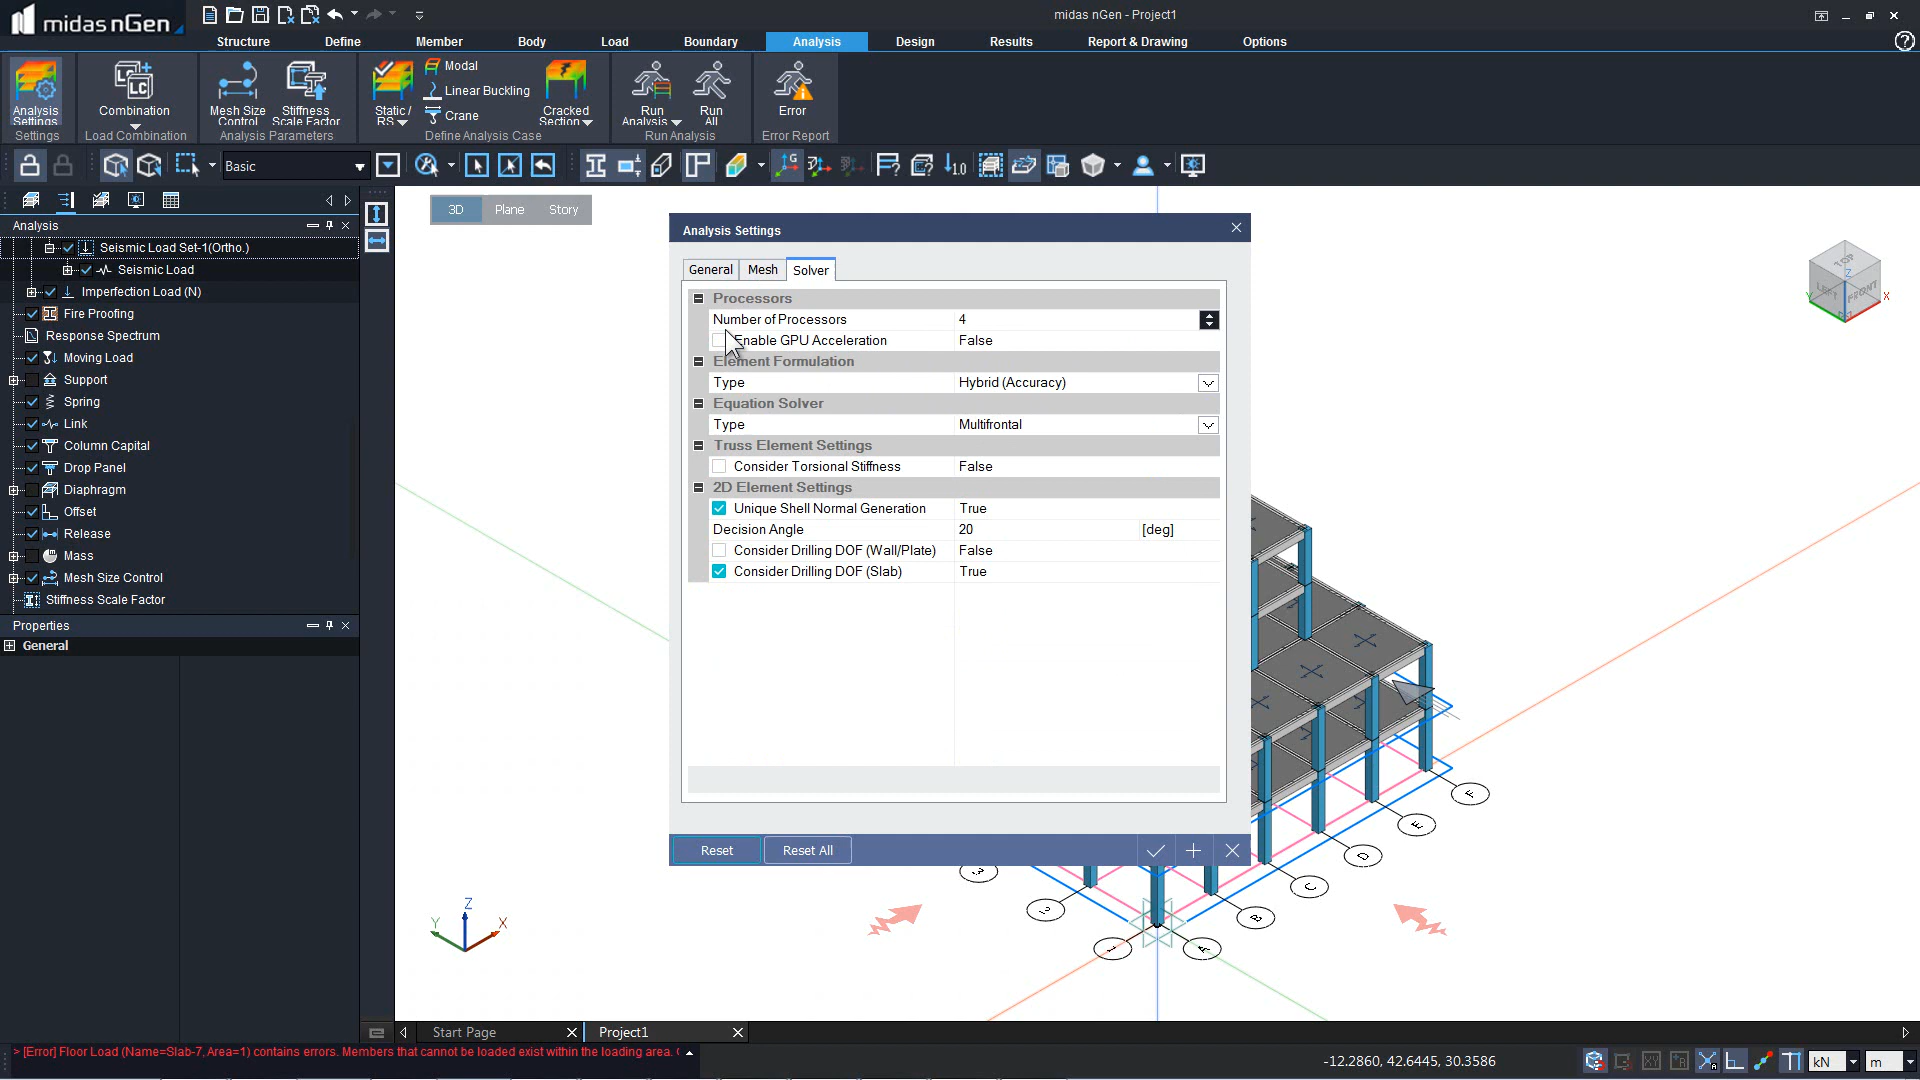 midas nGen
midas nGen - Project1
Structure Define Member Body Load Boundary Analysis Design Results Report & Drawing Options
Analysis Settings
Combination
Mesh Size Control
Stiffness Scale Factor
Static / RS
Modal
Linear Buckling
Crane
Cracked Section
Run Analysis
Run All
Error
Settings Load Combination Analysis Parameters Define Analysis Case Run Analysis Error Report
Basic
Analysis
Seismic Load Set-1(Ortho.)
Seismic Load
Imperfection Load (N)
Fire Proofing
Response Spectrum
Moving Load
Support
Spring
Link
Column Capital
Drop Panel
Diaphragm
Offset
Release
Mass
Mesh Size Control
Stiffness Scale Factor
Properties
General
3D Plane Story
TOP
LEFT FRONT
Z
Y X
Analysis Settings
General Mesh Solver
Processors
Number of Processors 4
Enable GPU Acceleration False
Element Formulation
Type Hybrid (Accuracy)
Equation Solver
Type Multifrontal
Truss Element Settings
Consider Torsional Stiffness False
2D Element Settings
Unique Shell Normal Generation True
Decision Angle 20 [deg]
Consider Drilling DOF (Wall/Plate) False
Consider Drilling DOF (Slab) True
Reset Reset All
F
E
D
C
B
A
1
2
Z
Y X
Start Page Project1
> [Error] Floor Load (Name=Slab-7, Area=1) contains errors. Members that cannot be loaded exist within the loading area. (
-12.2860, 42.6445, 30.3586
kN m